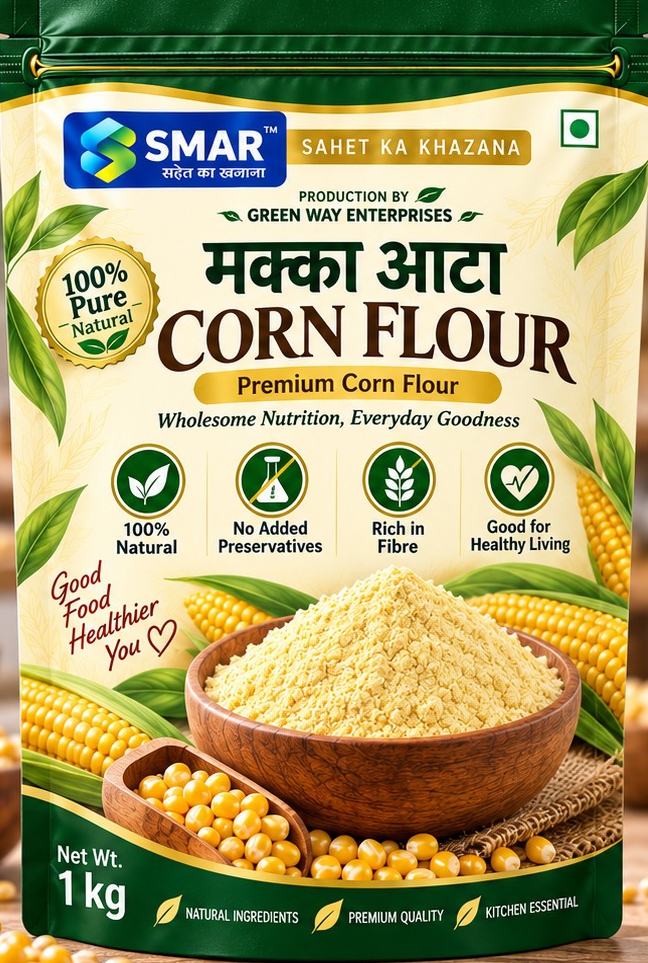 SMAR™
सहेत का खजाना
SAHET KA KHAZANA
PRODUCTION BY
GREEN WAY ENTERPRISES
मक्का आटा
CORN FLOUR
Premium Corn Flour
Wholesome Nutrition, Everyday Goodness
100%
Pure
Natural
100%
Natural
No Added
Preservatives
Rich in
Fibre
Good for
Healthy Living
Good
Food
Healthier
You
Net Wt.
1 kg
NATURAL INGREDIENTS
PREMIUM QUALITY
KITCHEN ESSENTIAL